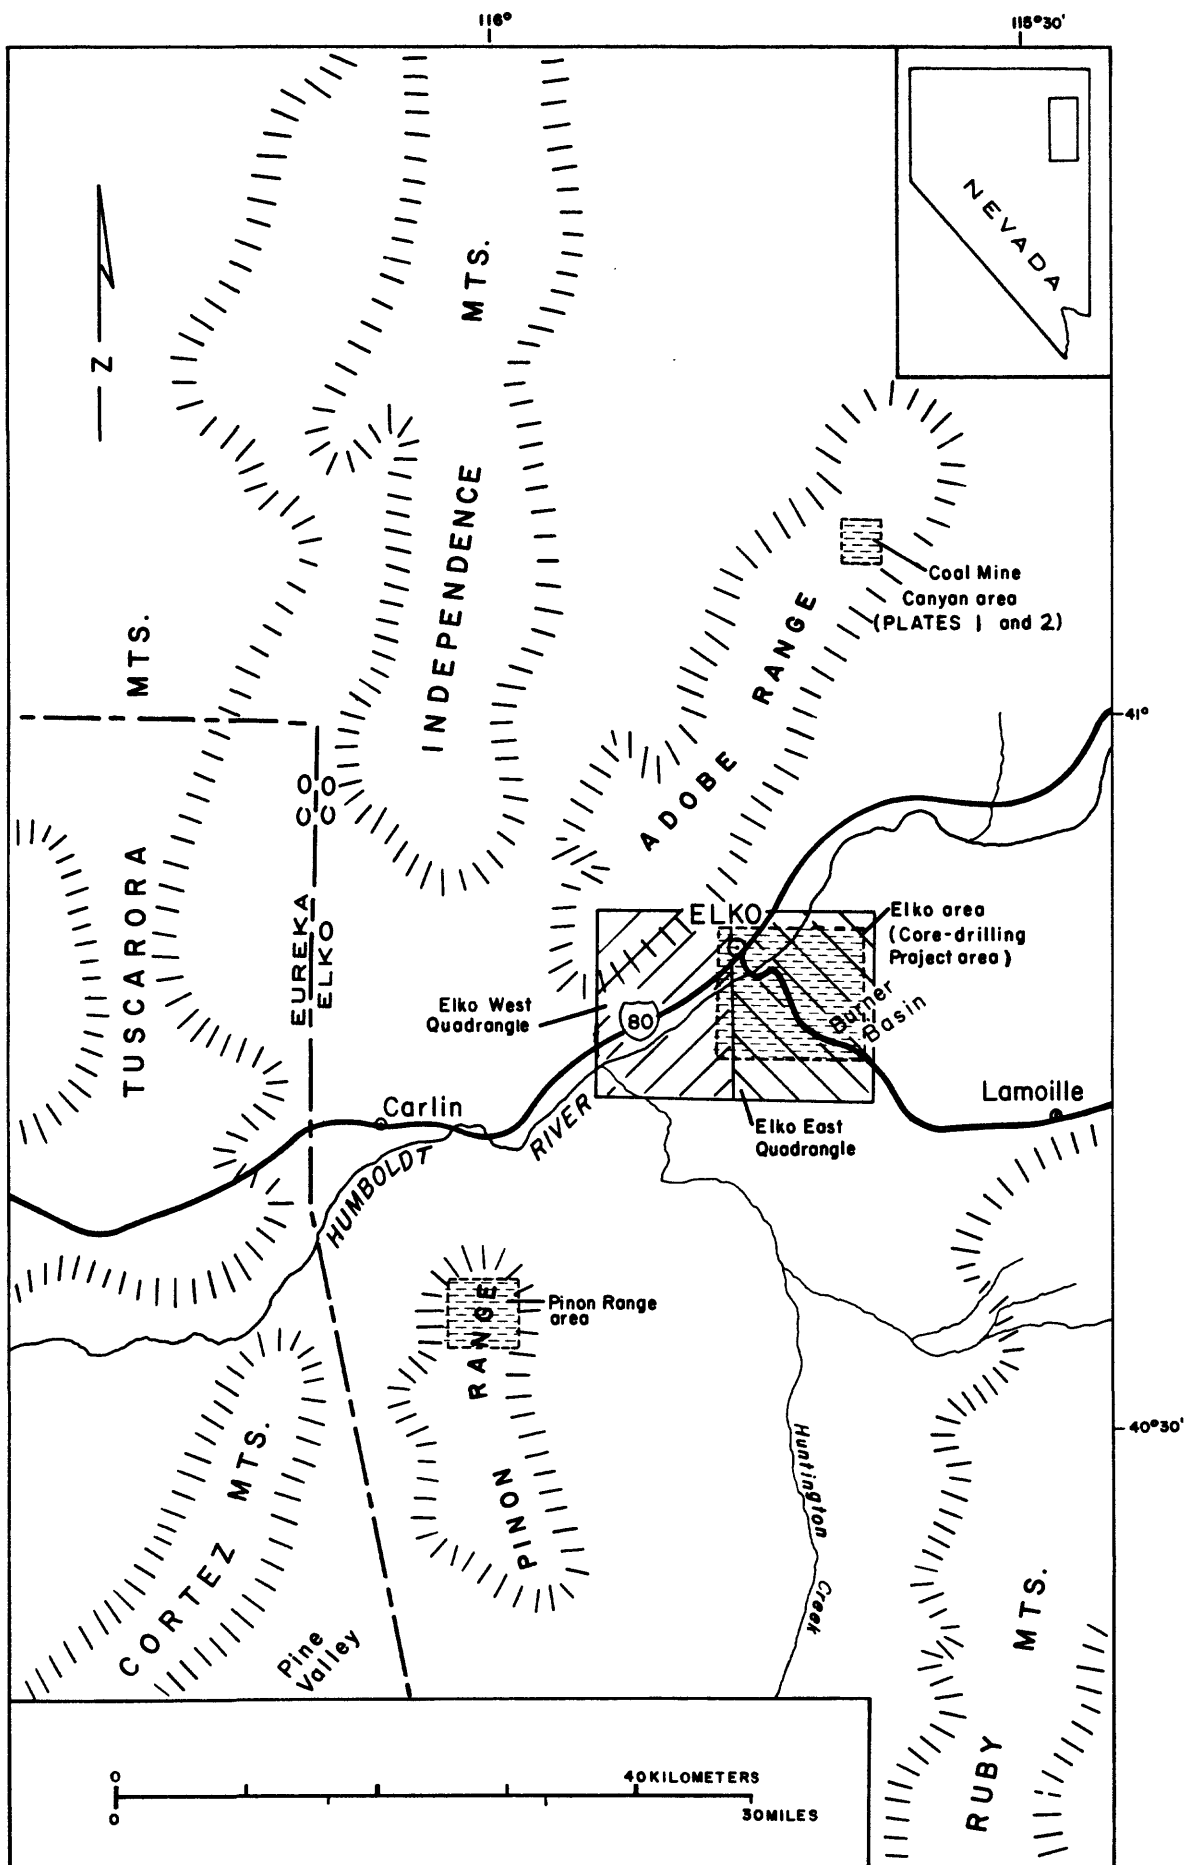 116°
115°30'
NEVADA
N
MTS.
INDEPENDENCE
Coal Mine
Canyan area
(PLATES 1 and 2)
RANGE
ADOBE
MTS.
TUSCARORA
41°
CO
CO
EUREKA
ELKO
ELKO
Elko area
(Core-drilling
Project area)
Elko West
Quadrangle
80
Burner
Basin
Carlin
Lamoille
Elko East
Quadrangle
HUMBOLDT
RIVER
Pinon Range
area
RANGE
PINON
40°30'
MTS.
CORTEZ
Huntington
Creek
Pine
Valley
MTS.
RUBY
0
40 KILOMETERS
0
30 MILES